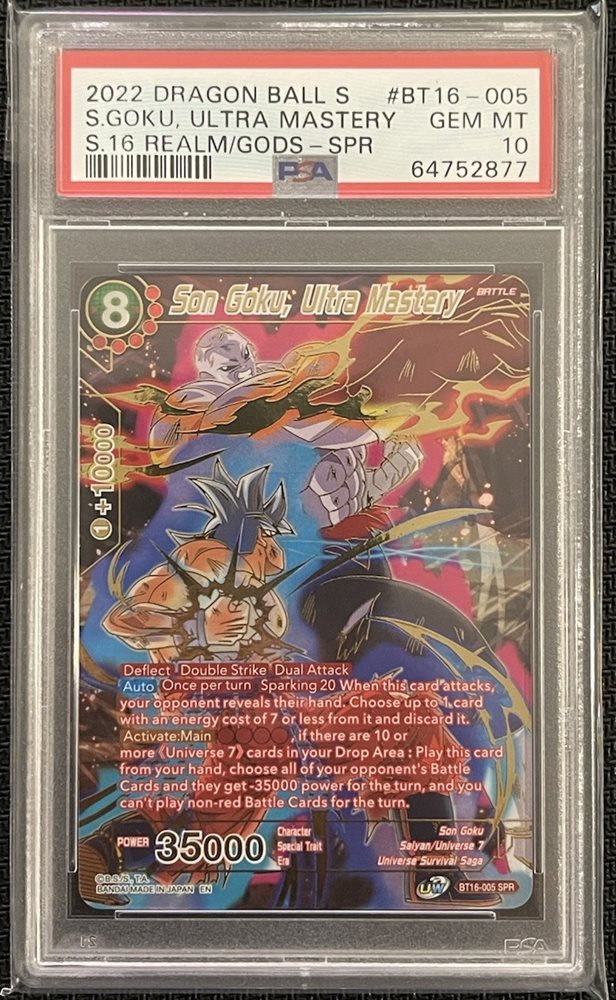 2022 DRAGON BALL S #BT16-005
S.GOKU, ULTRA MASTERY GEM MT
S.16 REALM/GODS-SPR 10
PSA 64752877
8 Son Goku, Ultra Mastery BATTLE
1 +10000
Deflect Double Strike Dual Attack
Auto Once per turn Sparking 20 When this card attacks,
your opponent reveals their hand. Choose up to 1 card
with an energy cost of 7 or less from it and discard it.
Activate:Main if there are 10 or
more 《Universe 7》 cards in your Drop Area : Play this card
from your hand, choose all of your opponent's Battle
Cards and they get -35000 power for the turn, and you
can't play non-red Battle Cards for the turn.
POWER 35000
Character Son Goku
Special Trait Saiyan/Universe 7
Era Universe Survival Saga
©B.S./S., T.A.
BANDAI MADE IN JAPAN EN
UW BT16-005 SPR
PSA